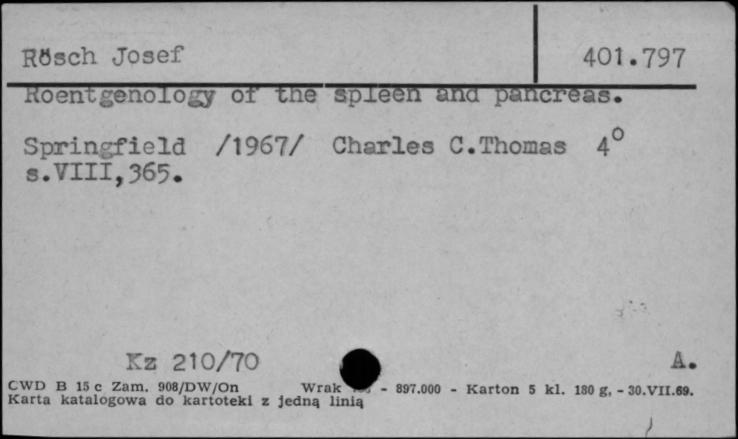 Rösch Josef 401.797
Roentgenology of the spleen and pancreas.
Springfield /1967/ Charles C.Thomas 4°
s.VIII,365.
Kz 210/70 A.
CWD B 15 c Zam. 908/DW/On Wrak - 897.000 - Karton 5 kl. 180 g, - 30.VII.69.
Karta katalogowa do kartoteki z jedną linią